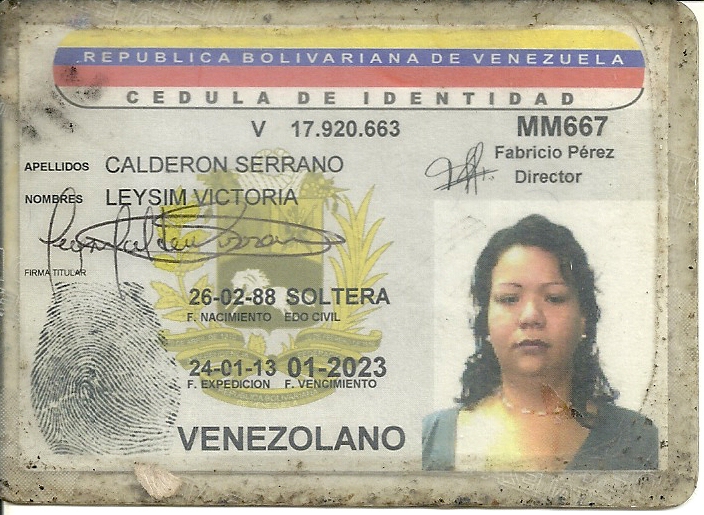 REPUBLICA BOLIVARIANA DE VENEZUELA
CEDULA DE IDENTIDAD
V 17.920.663 MM667
Fabricio Pérez
Director
APELLIDOS CALDERON SERRANO
NOMBRES LEYSIM VICTORIA
FIRMA TITULAR
26-02-88 SOLTERA
F. NACIMIENTO EDO CIVIL
24-01-13 01-2023
F. EXPEDICION F. VENCIMIENTO
VENEZOLANO